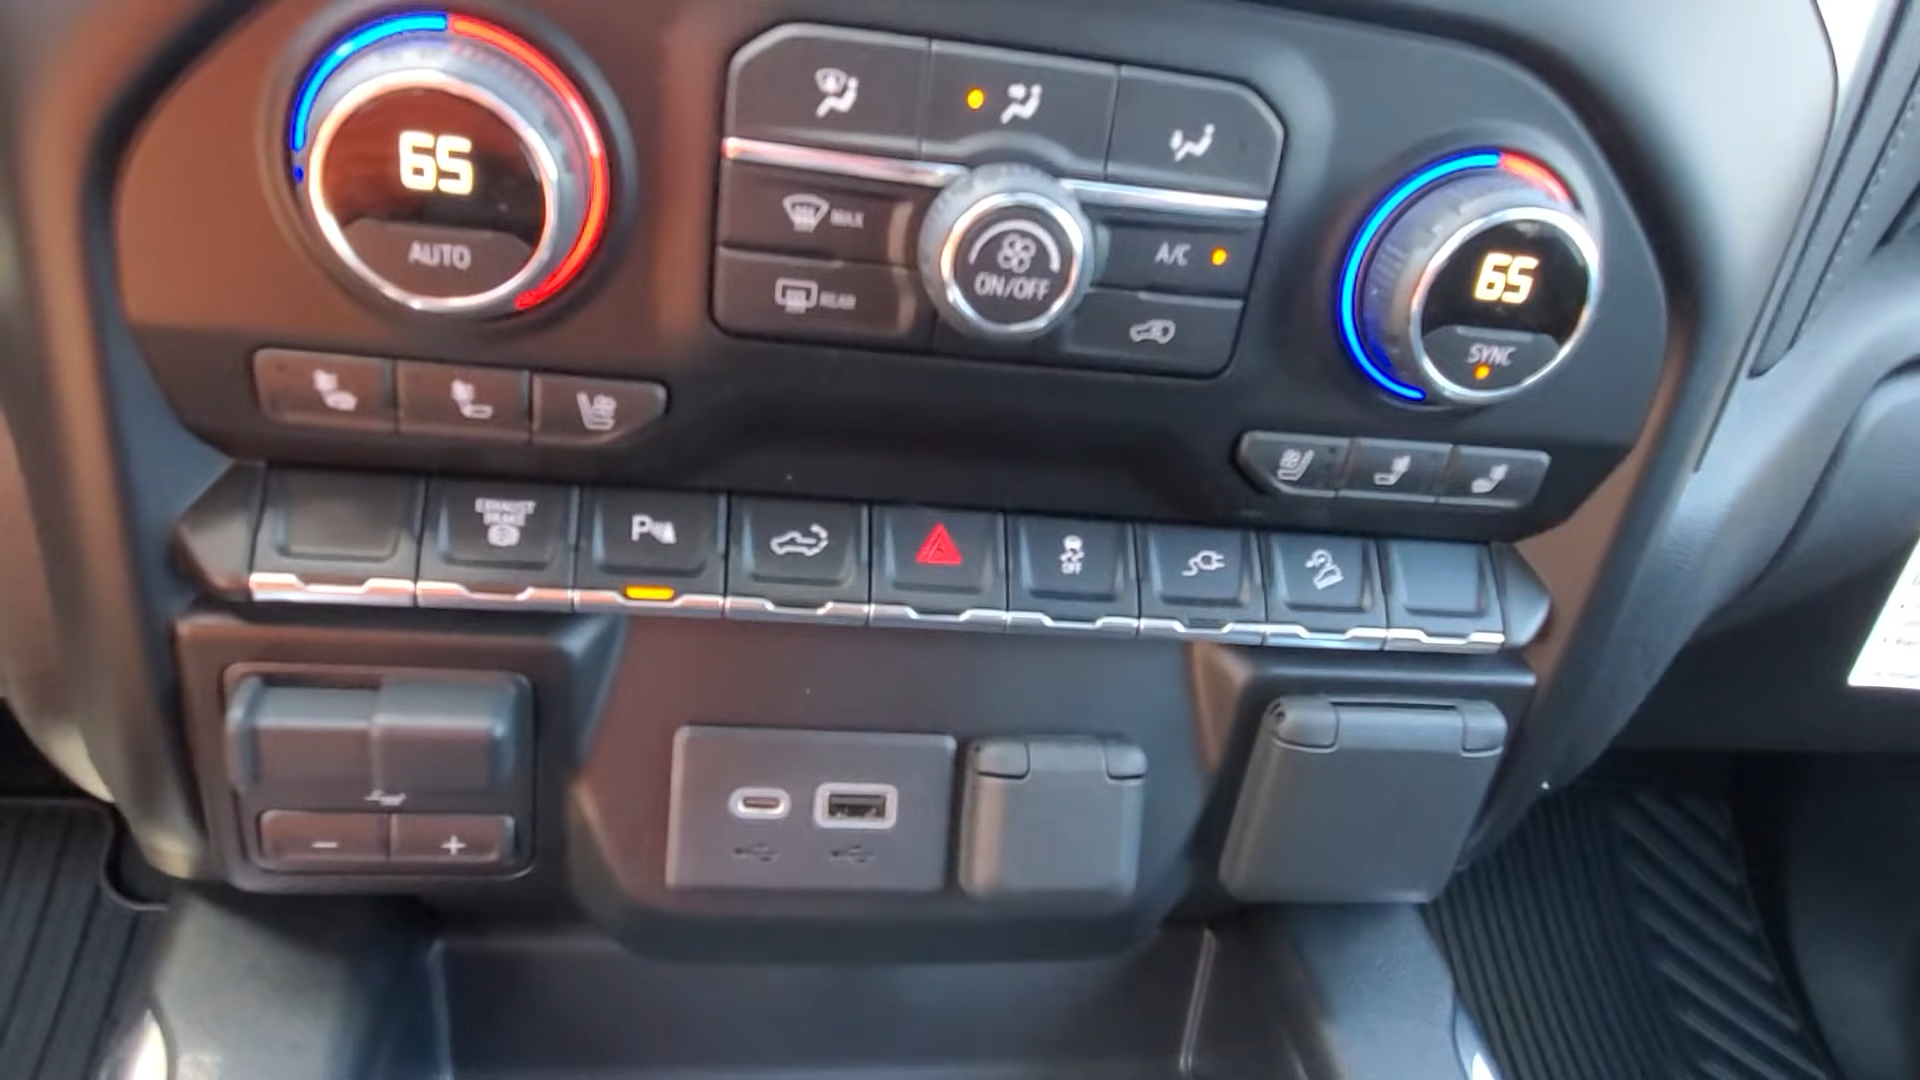 65
AUTO
MAX
REAR
ON/OFF
A/C
65
SYNC
EXHAUST
BRAKE
P
OFF
- +